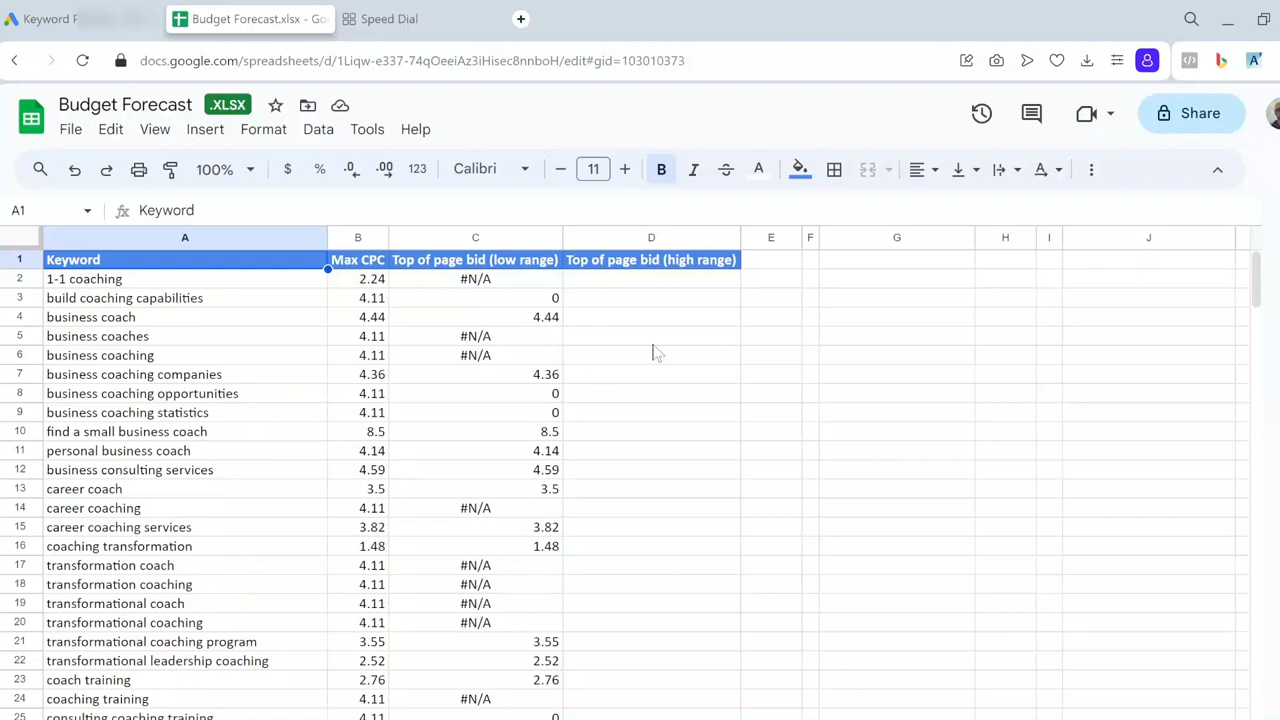 Keyword P
Budget Forecast.xlsx - Go
Speed Dial
docs.google.com/spreadsheets/d/1Liqw-e337-74qOeeiAz3iHisec8nnboH/edit#gid=103010373
Budget Forecast .XLSX
File Edit View Insert Format Data Tools Help
Share
100% $ % .0 .00 123 Calibri 11 B I S A A
A1 fx Keyword
A B C D E F G H I J
1 Keyword Max CPC Top of page bid (low range) Top of page bid (high range)
2 1-1 coaching 2.24 #N/A
3 build coaching capabilities 4.11 0
4 business coach 4.44 4.44
5 business coaches 4.11 #N/A
6 business coaching 4.11 #N/A
7 business coaching companies 4.36 4.36
8 business coaching opportunities 4.11 0
9 business coaching statistics 4.11 0
10 find a small business coach 8.5 8.5
11 personal business coach 4.14 4.14
12 business consulting services 4.59 4.59
13 career coach 3.5 3.5
14 career coaching 4.11 #N/A
15 career coaching services 3.82 3.82
16 coaching transformation 1.48 1.48
17 transformation coach 4.11 #N/A
18 transformation coaching 4.11 #N/A
19 transformational coach 4.11 #N/A
20 transformational coaching 4.11 #N/A
21 transformational coaching program 3.55 3.55
22 transformational leadership coaching 2.52 2.52
23 coach training 2.76 2.76
24 coaching training 4.11 #N/A
25 consulting coaching training 4.11 0